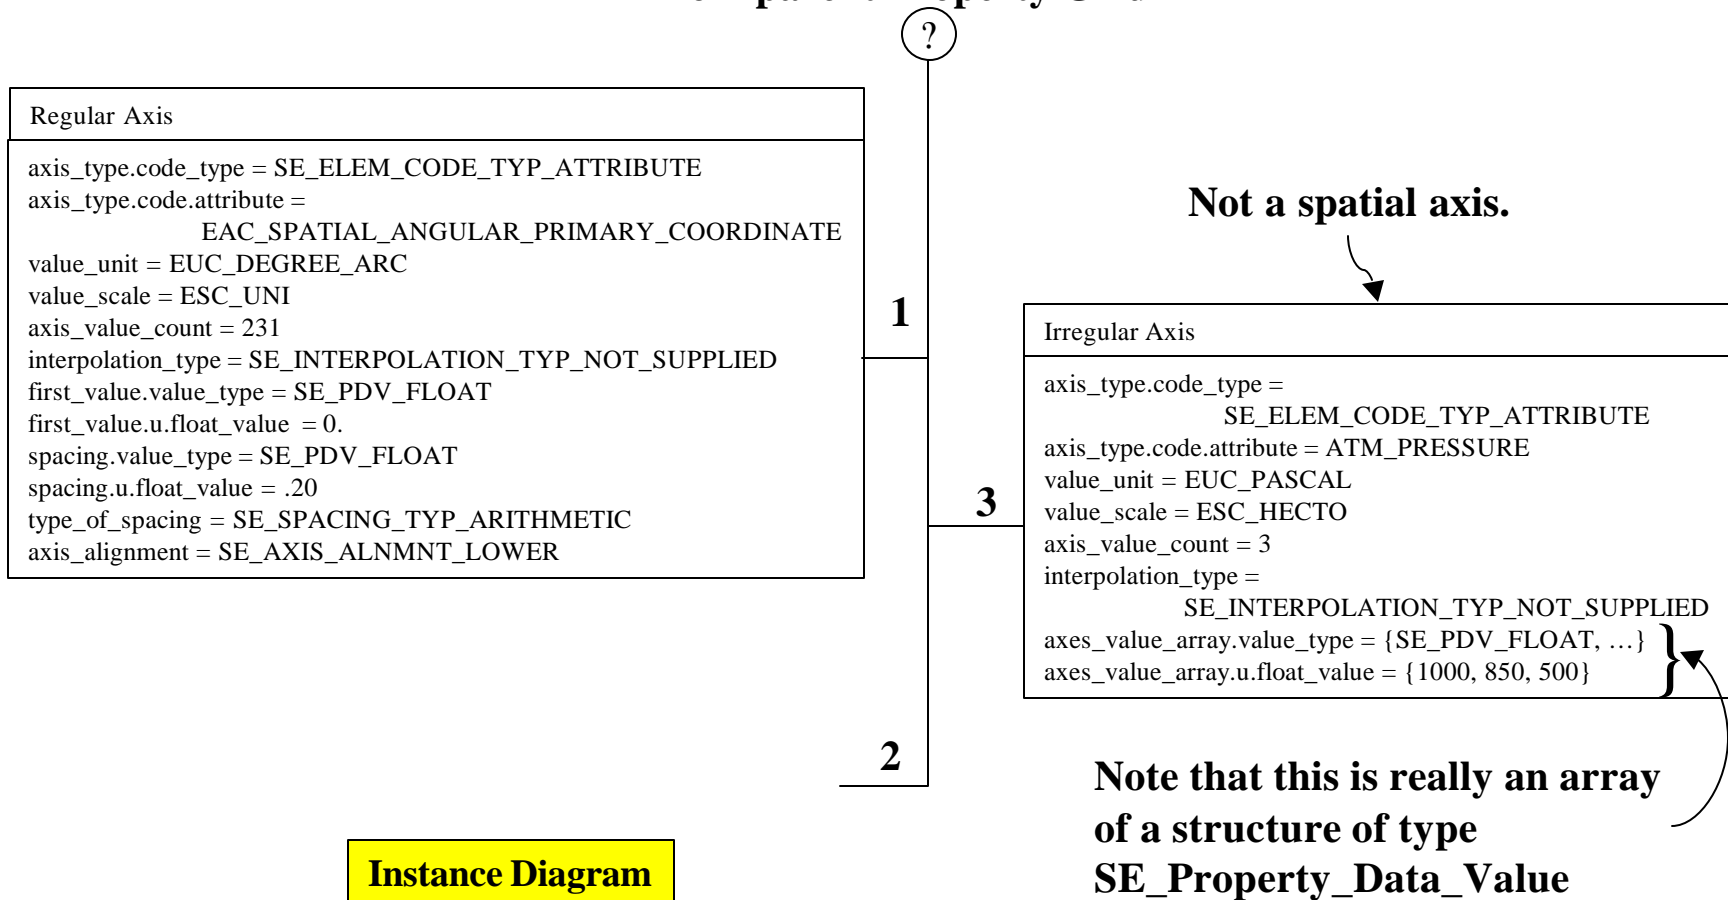 ?
Regular Axis
axis_type.code_type = SE_ELEM_CODE_TYP_ATTRIBUTE
axis_type.code.attribute =
EAC_SPATIAL_ANGULAR_PRIMARY_COORDINATE
value_unit = EUC_DEGREE_ARC
value_scale = ESC_UNI
axis_value_count = 231
interpolation_type = SE_INTERPOLATION_TYP_NOT_SUPPLIED
first_value.value_type = SE_PDV_FLOAT
first_value.u.float_value = 0.
spacing.value_type = SE_PDV_FLOAT
spacing.u.float_value = .20
type_of_spacing = SE_SPACING_TYP_ARITHMETIC
axis_alignment = SE_AXIS_ALNMNT_LOWER
1
Not a spatial axis.
3
Irregular Axis
axis_type.code_type =
SE_ELEM_CODE_TYP_ATTRIBUTE
axis_type.code.attribute = ATM_PRESSURE
value_unit = EUC_PASCAL
value_scale = ESC_HECTO
axis_value_count = 3
interpolation_type =
SE_INTERPOLATION_TYP_NOT_SUPPLIED
axes_value_array.value_type = {SE_PDV_FLOAT, …}
axes_value_array.u.float_value = {1000, 850, 500}
}
2
Note that this is really an array
of a structure of type
SE_Property_Data_Value
Instance Diagram